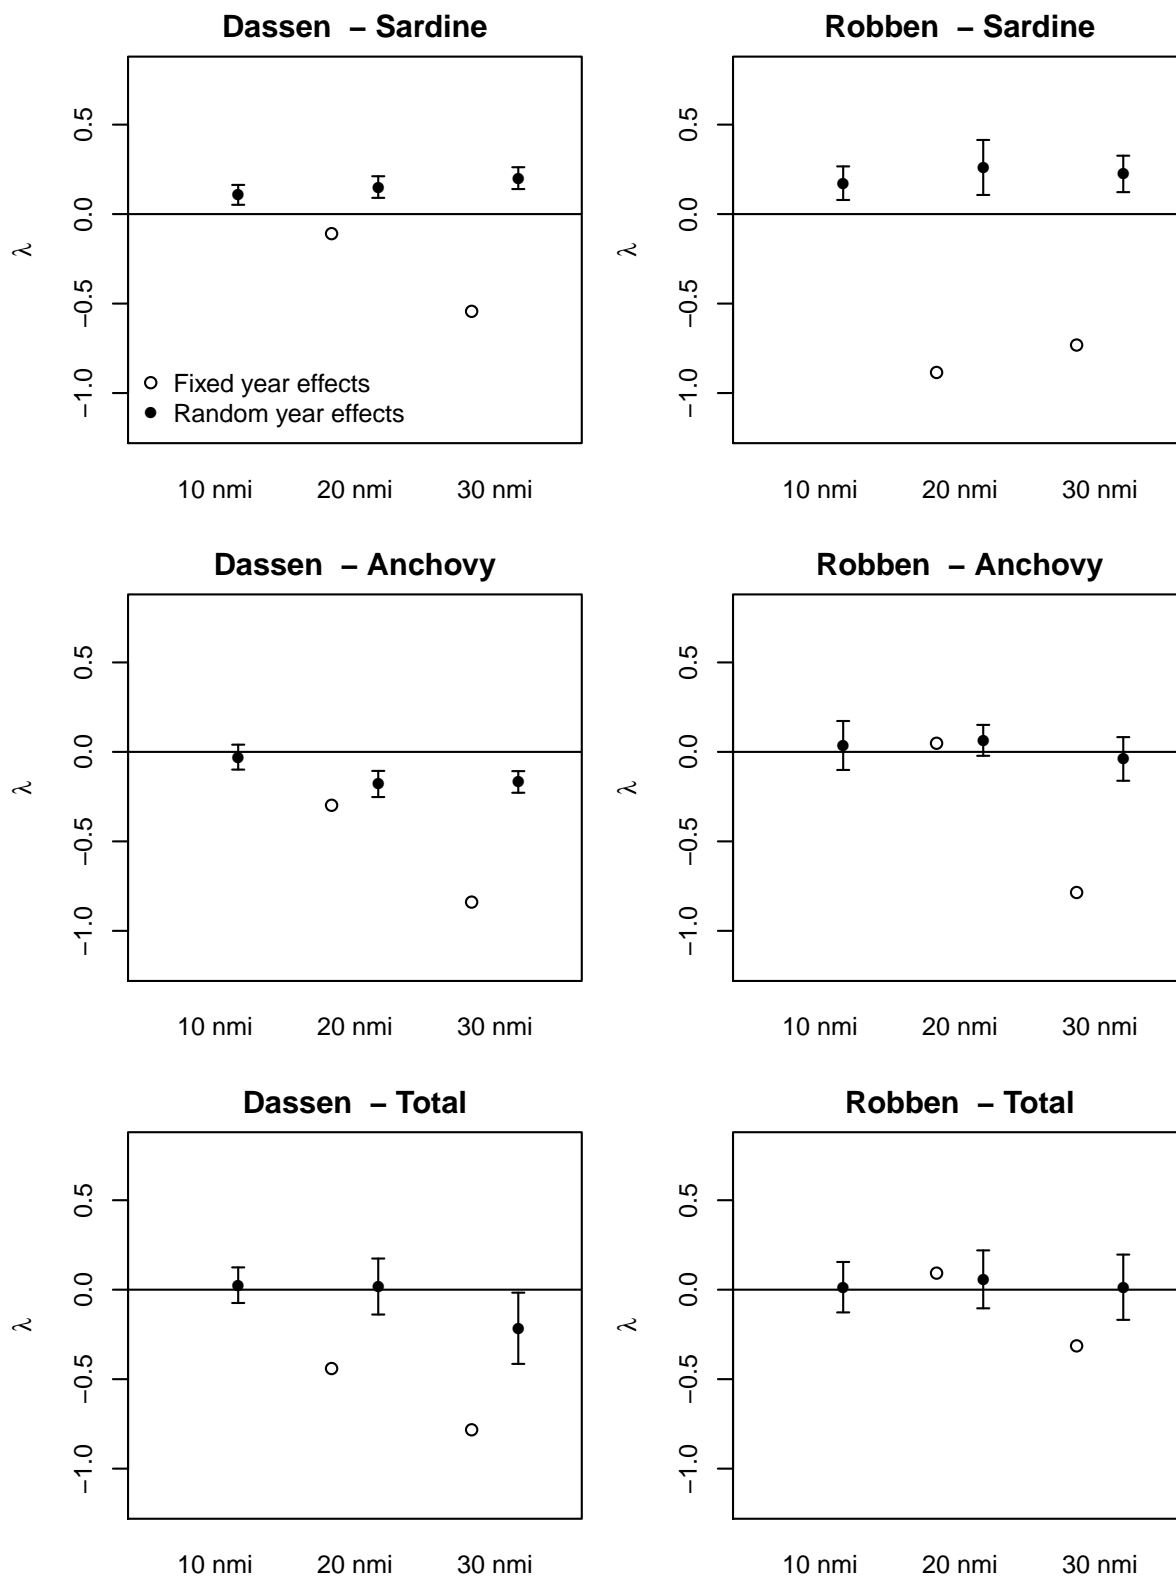 Dassen – Sardine
Robben – Sardine
0.5
0.0
−0.5
−1.0
λ
Fixed year effects
Random year effects
10 nmi 20 nmi 30 nmi
0.5
0.0
−0.5
−1.0
λ
10 nmi 20 nmi 30 nmi
Dassen – Anchovy
Robben – Anchovy
0.5
0.0
−0.5
−1.0
λ
10 nmi 20 nmi 30 nmi
0.5
0.0
−0.5
−1.0
λ
10 nmi 20 nmi 30 nmi
Dassen – Total
Robben – Total
0.5
0.0
−0.5
−1.0
λ
10 nmi 20 nmi 30 nmi
0.5
0.0
−0.5
−1.0
λ
10 nmi 20 nmi 30 nmi